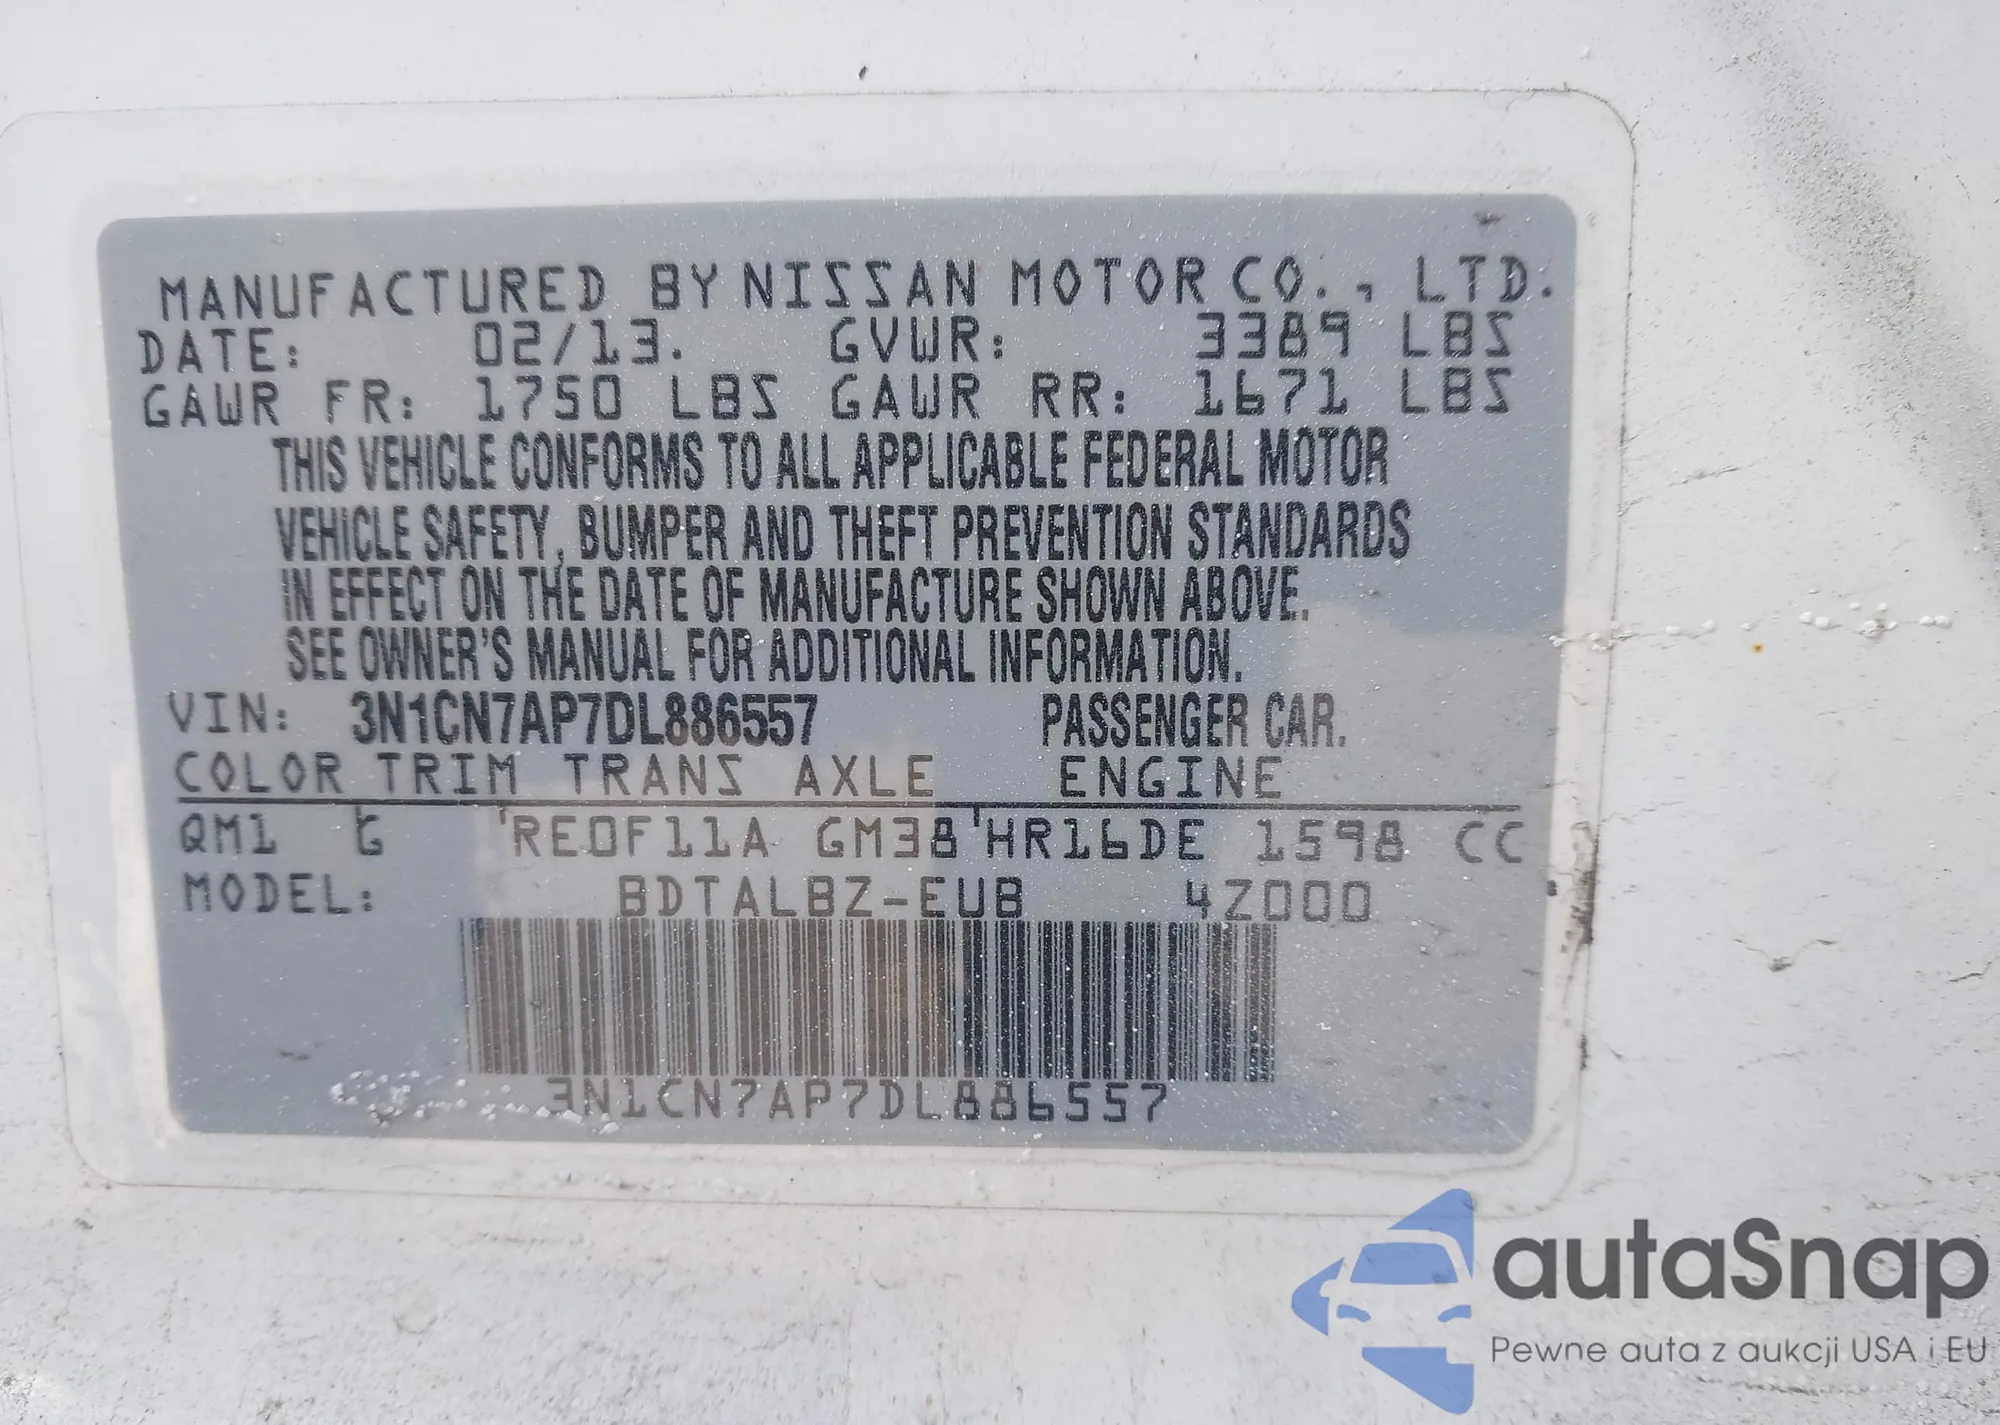 MANUFACTURED BY NISSAN MOTOR CO., LTD.
DATE: 02/13. GVWR: 3389 LBS
GAWR FR: 1750 LBS GAWR RR: 1671 LBS
THIS VEHICLE CONFORMS TO ALL APPLICABLE FEDERAL MOTOR
VEHICLE SAFETY, BUMPER AND THEFT PREVENTION STANDARDS
IN EFFECT ON THE DATE OF MANUFACTURE SHOWN ABOVE.
SEE OWNER'S MANUAL FOR ADDITIONAL INFORMATION.
VIN: 3N1CN7AP7DL886557 PASSENGER CAR.
COLOR TRIM TRANS AXLE ENGINE
QM1 G RE0F11A GM38 HR16DE 1598 CC
MODEL: BDTALBZ-EUB 4Z000
3N1CN7AP7DL886557
autaSnap
Pewne auta z aukcji USA i EU